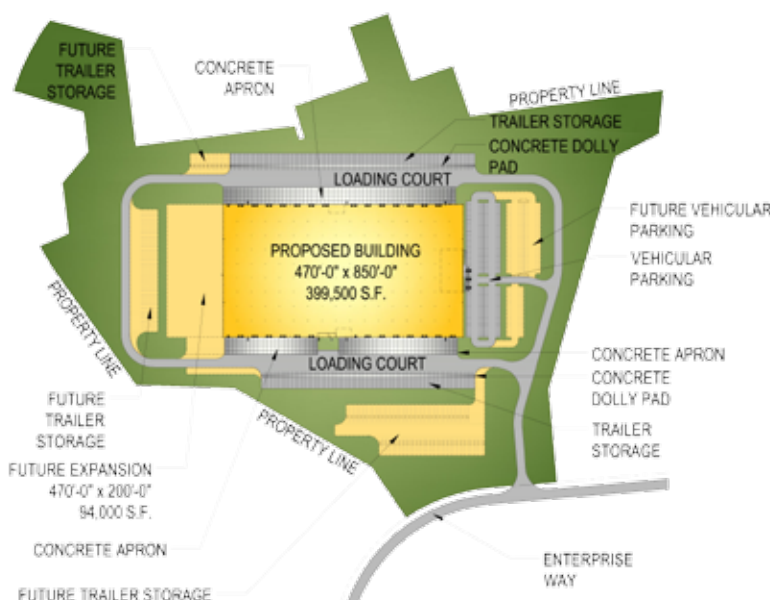 FUTURE
TRAILER
STORAGE
CONCRETE
APRON
PROPERTY LINE
TRAILER STORAGE
CONCRETE DOLLY
PAD
LOADING COURT
FUTURE VEHICULAR
PARKING
VEHICULAR
PARKING
PROPOSED BUILDING
470'-0" x 850'-0"
399,500 S.F.
PROPERTY LINE
LOADING COURT
CONCRETE APRON
CONCRETE
DOLLY PAD
TRAILER
STORAGE
PROPERTY LINE
FUTURE
TRAILER
STORAGE
FUTURE EXPANSION
470'-0" x 200'-0"
94,000 S.F.
CONCRETE APRON
FUTURE TRAILER STORAGE
ENTERPRISE
WAY